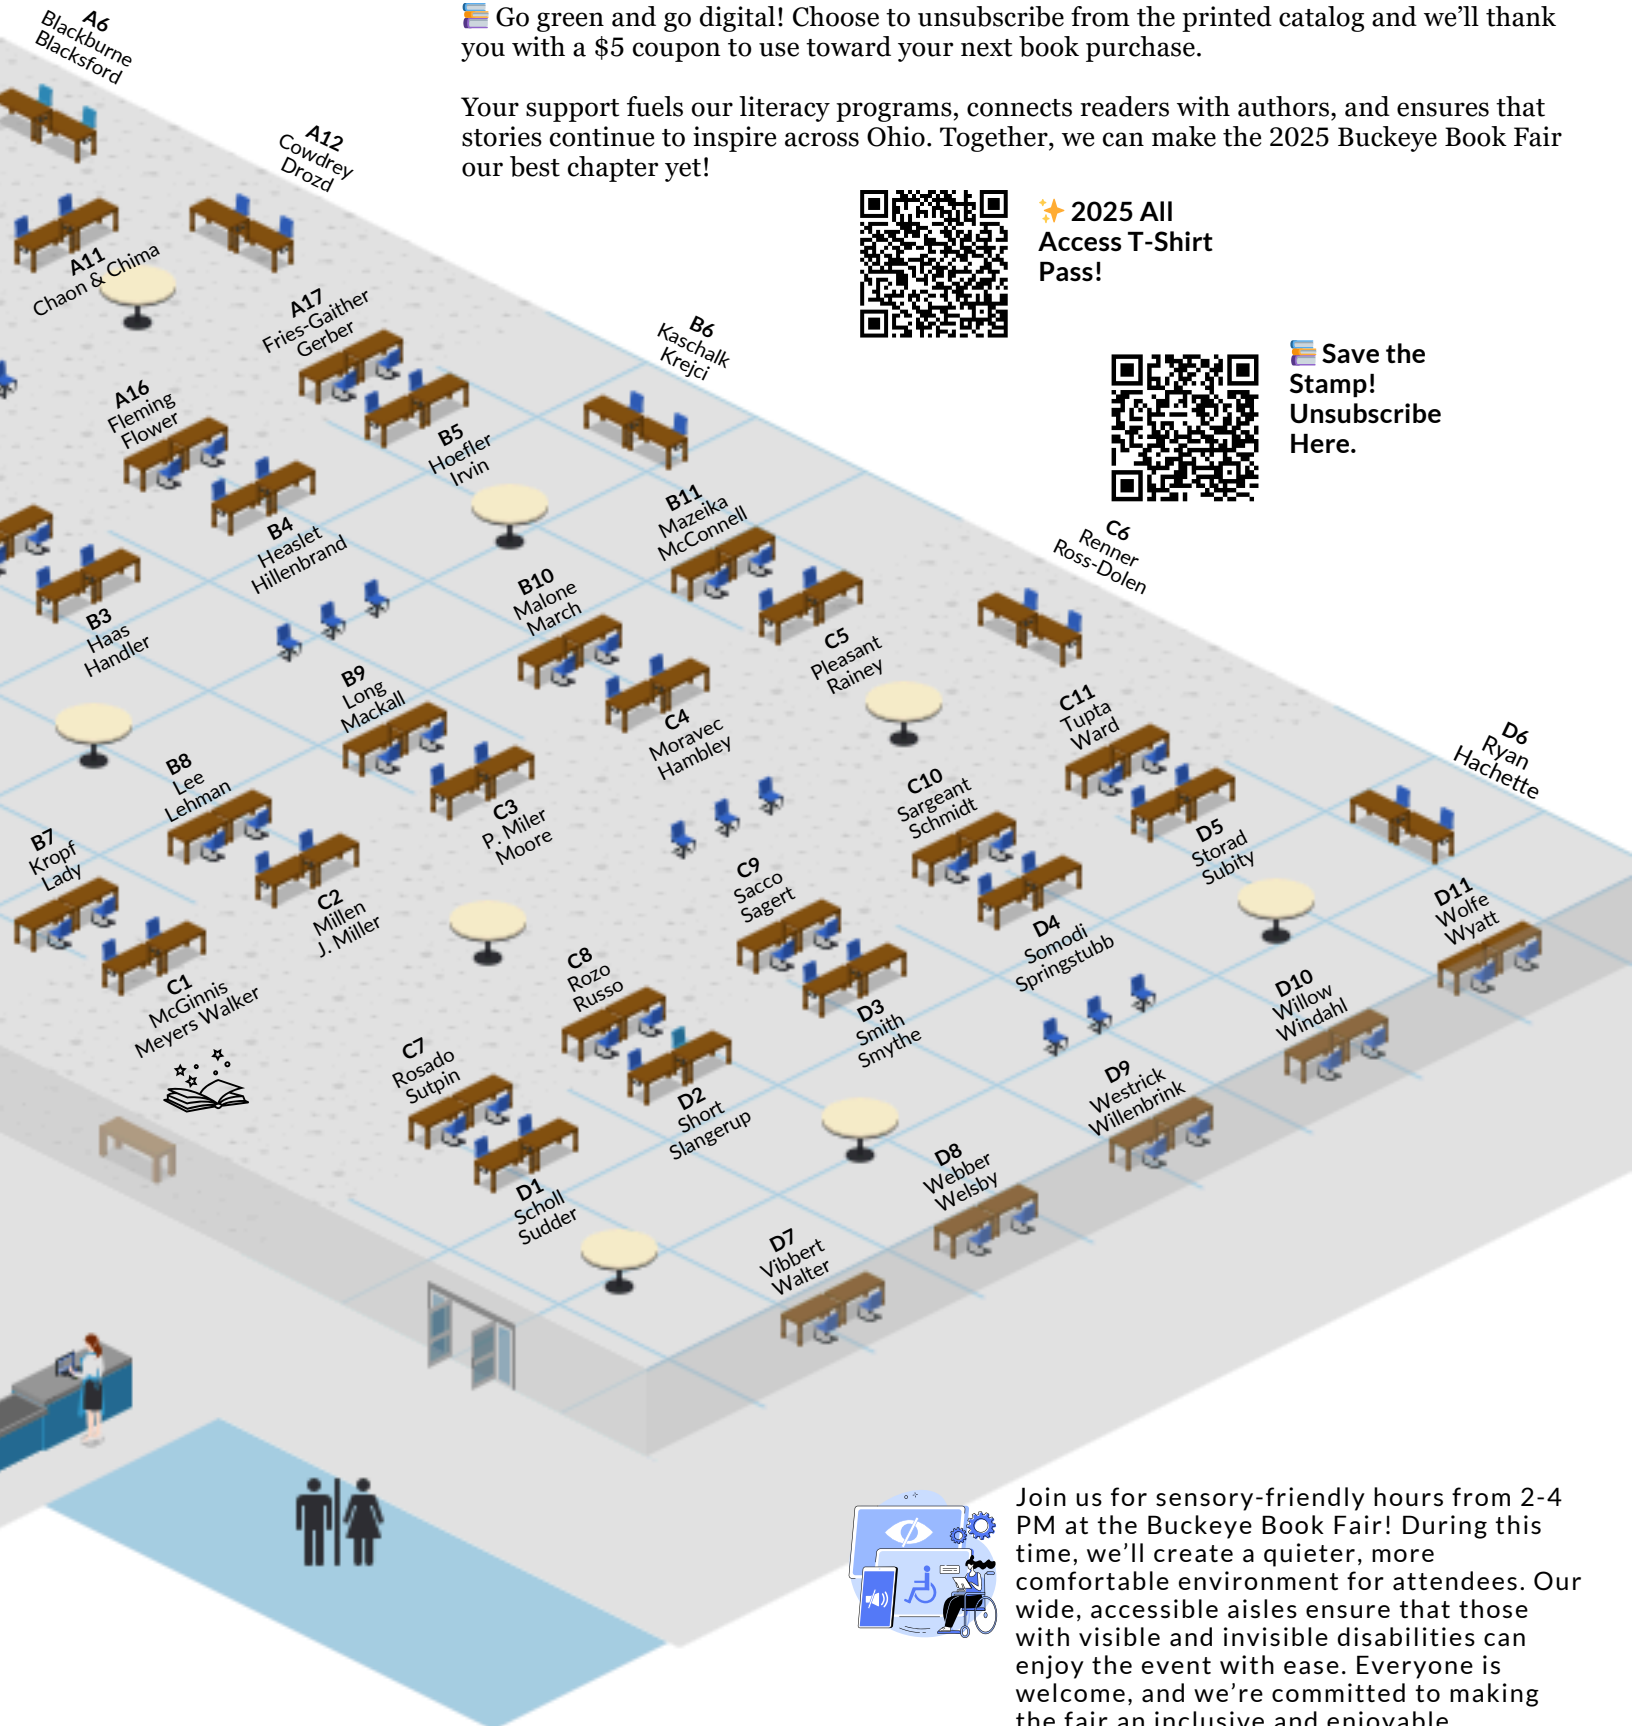 📚 Go green and go digital! Choose to unsubscribe from the printed catalog and we’ll thank
you with a $5 coupon to use toward your next book purchase.
Your support fuels our literacy programs, connects readers with authors, and ensures that
stories continue to inspire across Ohio. Together, we can make the 2025 Buckeye Book Fair
our best chapter yet!
✨ 2025 All
Access T-Shirt
Pass!
📚 Save the
Stamp!
Unsubscribe
Here.
A6
Blackburne
Blacksford
A12
Cowdrey
Drozd
A11
Chaon & Chima
A17
Fries-Gaither
Gerber
B6
Kaschalk
Krejci
A16
Fleming
Flower
B5
Hoefler
Irvin
B11
Mazeika
McConnell
C6
Renner
Ross-Dolen
B4
Heaslet
Hillenbrand
B10
Malone
March
B3
Haas
Handler
C5
Pleasant
Rainey
B9
Long
Mackall
C11
Tupta
Ward
C4
Moravec
Hambley
D6
Ryan
Hachette
B8
Lee
Lehman
C10
Sargeant
Schmidt
C3
P. Miler
Moore
D5
Storad
Subity
B7
Kropf
Lady
C9
Sacco
Sagert
D11
Wolfe
Wyatt
C2
Millen
J. Miller
D4
Somodi
Springstubb
C8
Rozo
Russo
D10
Willow
Windahl
C1
McGinnis
Meyers Walker
D3
Smith
Smythe
C7
Rosado
Sutpin
D9
Westrick
Willenbrink
D2
Short
Slangerup
D8
Webber
Welsby
D1
Scholl
Sudder
D7
Vibbert
Walter
Join us for sensory-friendly hours from 2-4
PM at the Buckeye Book Fair! During this
time, we’ll create a quieter, more
comfortable environment for attendees. Our
wide, accessible aisles ensure that those
with visible and invisible disabilities can
enjoy the event with ease. Everyone is
welcome, and we’re committed to making
the fair an inclusive and enjoyable